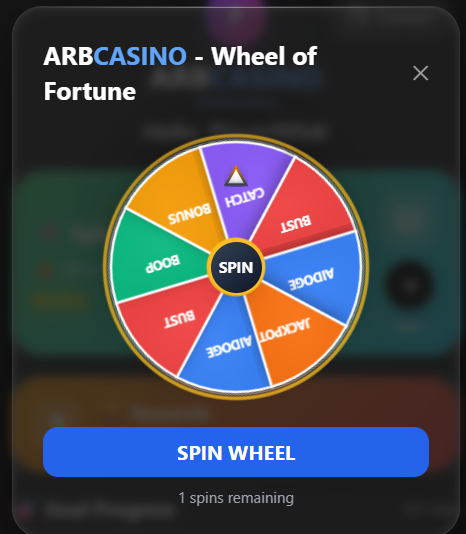 ARBCASINO - Wheel of
Fortune
CATCH
BUST
AIDOGE
JACKPOT
AIDOGE
BUST
BOOP
BONUS
SPIN
SPIN WHEEL
1 spins remaining